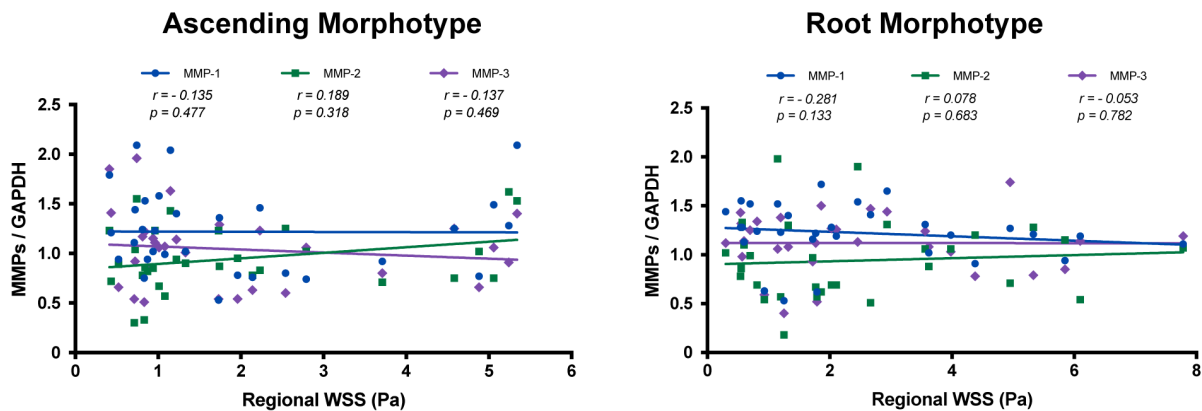 Ascending Morphotype
MMP-1 MMP-2 MMP-3
r = - 0.135 r = 0.189 r = - 0.137
p = 0.477 p = 0.318 p = 0.469
MMPs / GAPDH
2.5
2.0
1.5
1.0
0.5
0
0 1 2 3 4 5 6
Regional WSS (Pa)
Root Morphotype
MMP-1 MMP-2 MMP-3
r = - 0.281 r = 0.078 r = - 0.053
p = 0.133 p = 0.683 p = 0.782
MMPs / GAPDH
2.5
2.0
1.5
1.0
0.5
0
0 2 4 6 8
Regional WSS (Pa)